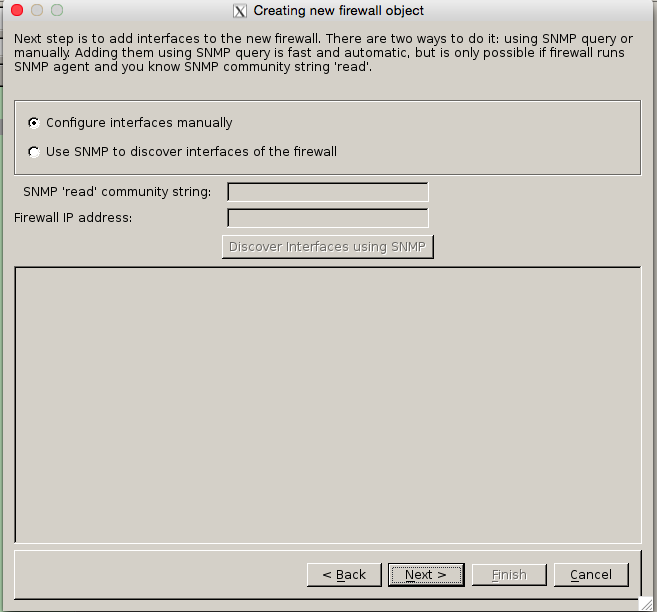 Creating new firewall object
Next step is to add interfaces to the new firewall. There are two ways to do it: using SNMP query or
manually. Adding them using SNMP query is fast and automatic, but is only possible if firewall runs
SNMP agent and you know SNMP community string 'read'.
Configure interfaces manually
Use SNMP to discover interfaces of the firewall
SNMP 'read' community string:
Firewall IP address:
Discover Interfaces using SNMP
< Back Next > Finish Cancel